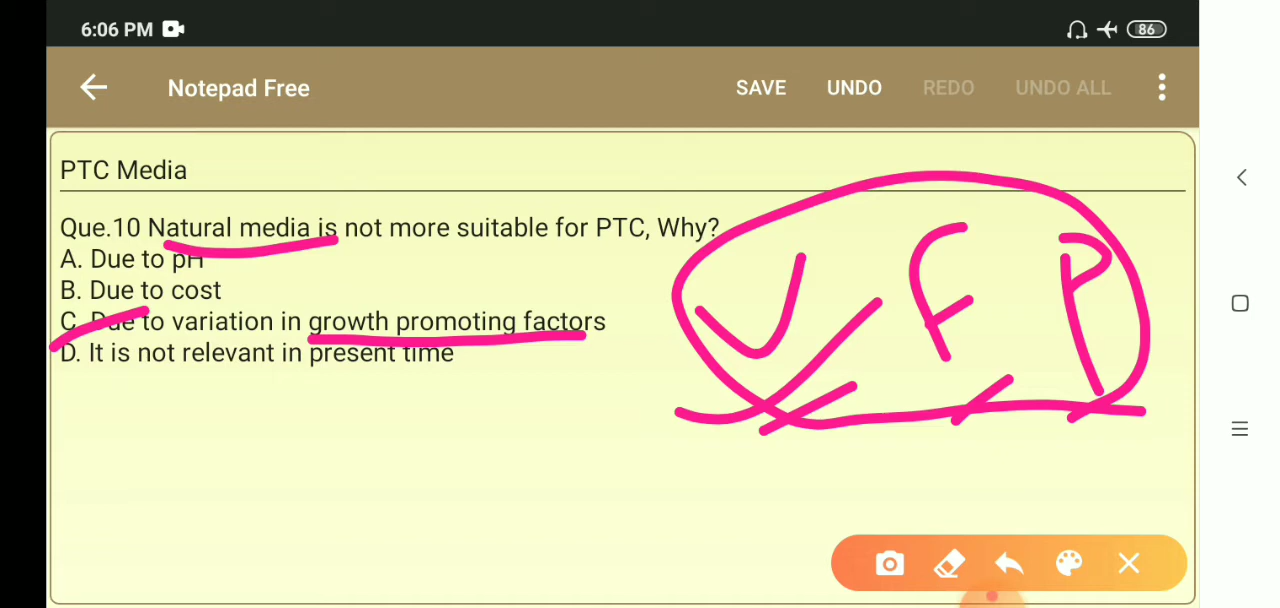 6:06 PM 86
Notepad Free SAVE UNDO REDO UNDO ALL
PTC Media
Que.10 Natural media is not more suitable for PTC, Why?
A. Due to pH
B. Due to cost
C. Due to variation in growth promoting factors
D. It is not relevant in present time